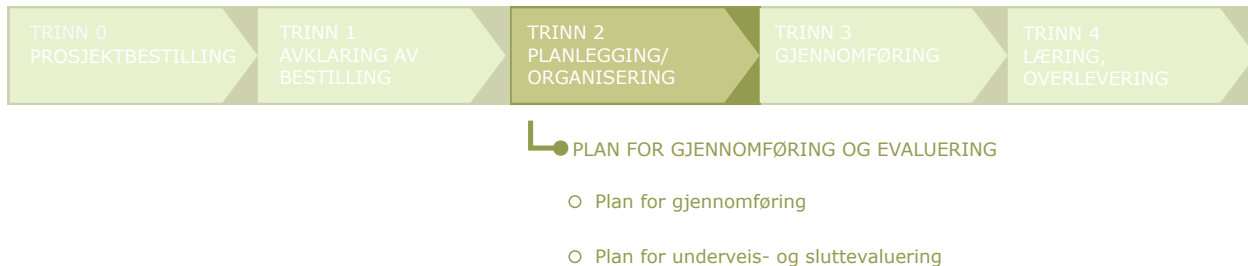 TRINN 0
PROSJEKTBESTILLING
TRINN 1
AVKLARING AV
BESTILLING
TRINN 2
PLANLEGGING/
ORGANISERING
TRINN 3
GJENNOMFØRING
TRINN 4
LÆRING,
OVERLEVERING
PLAN FOR GJENNOMFØRING OG EVALUERING
Plan for gjennomføring
Plan for underveis- og sluttevaluering